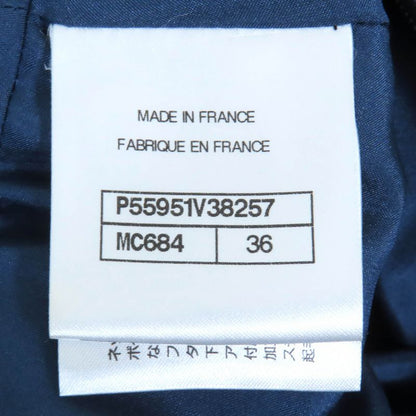 MADE IN FRANCE
FABRIQUE EN FRANCE
P55951V38257
MC684 36